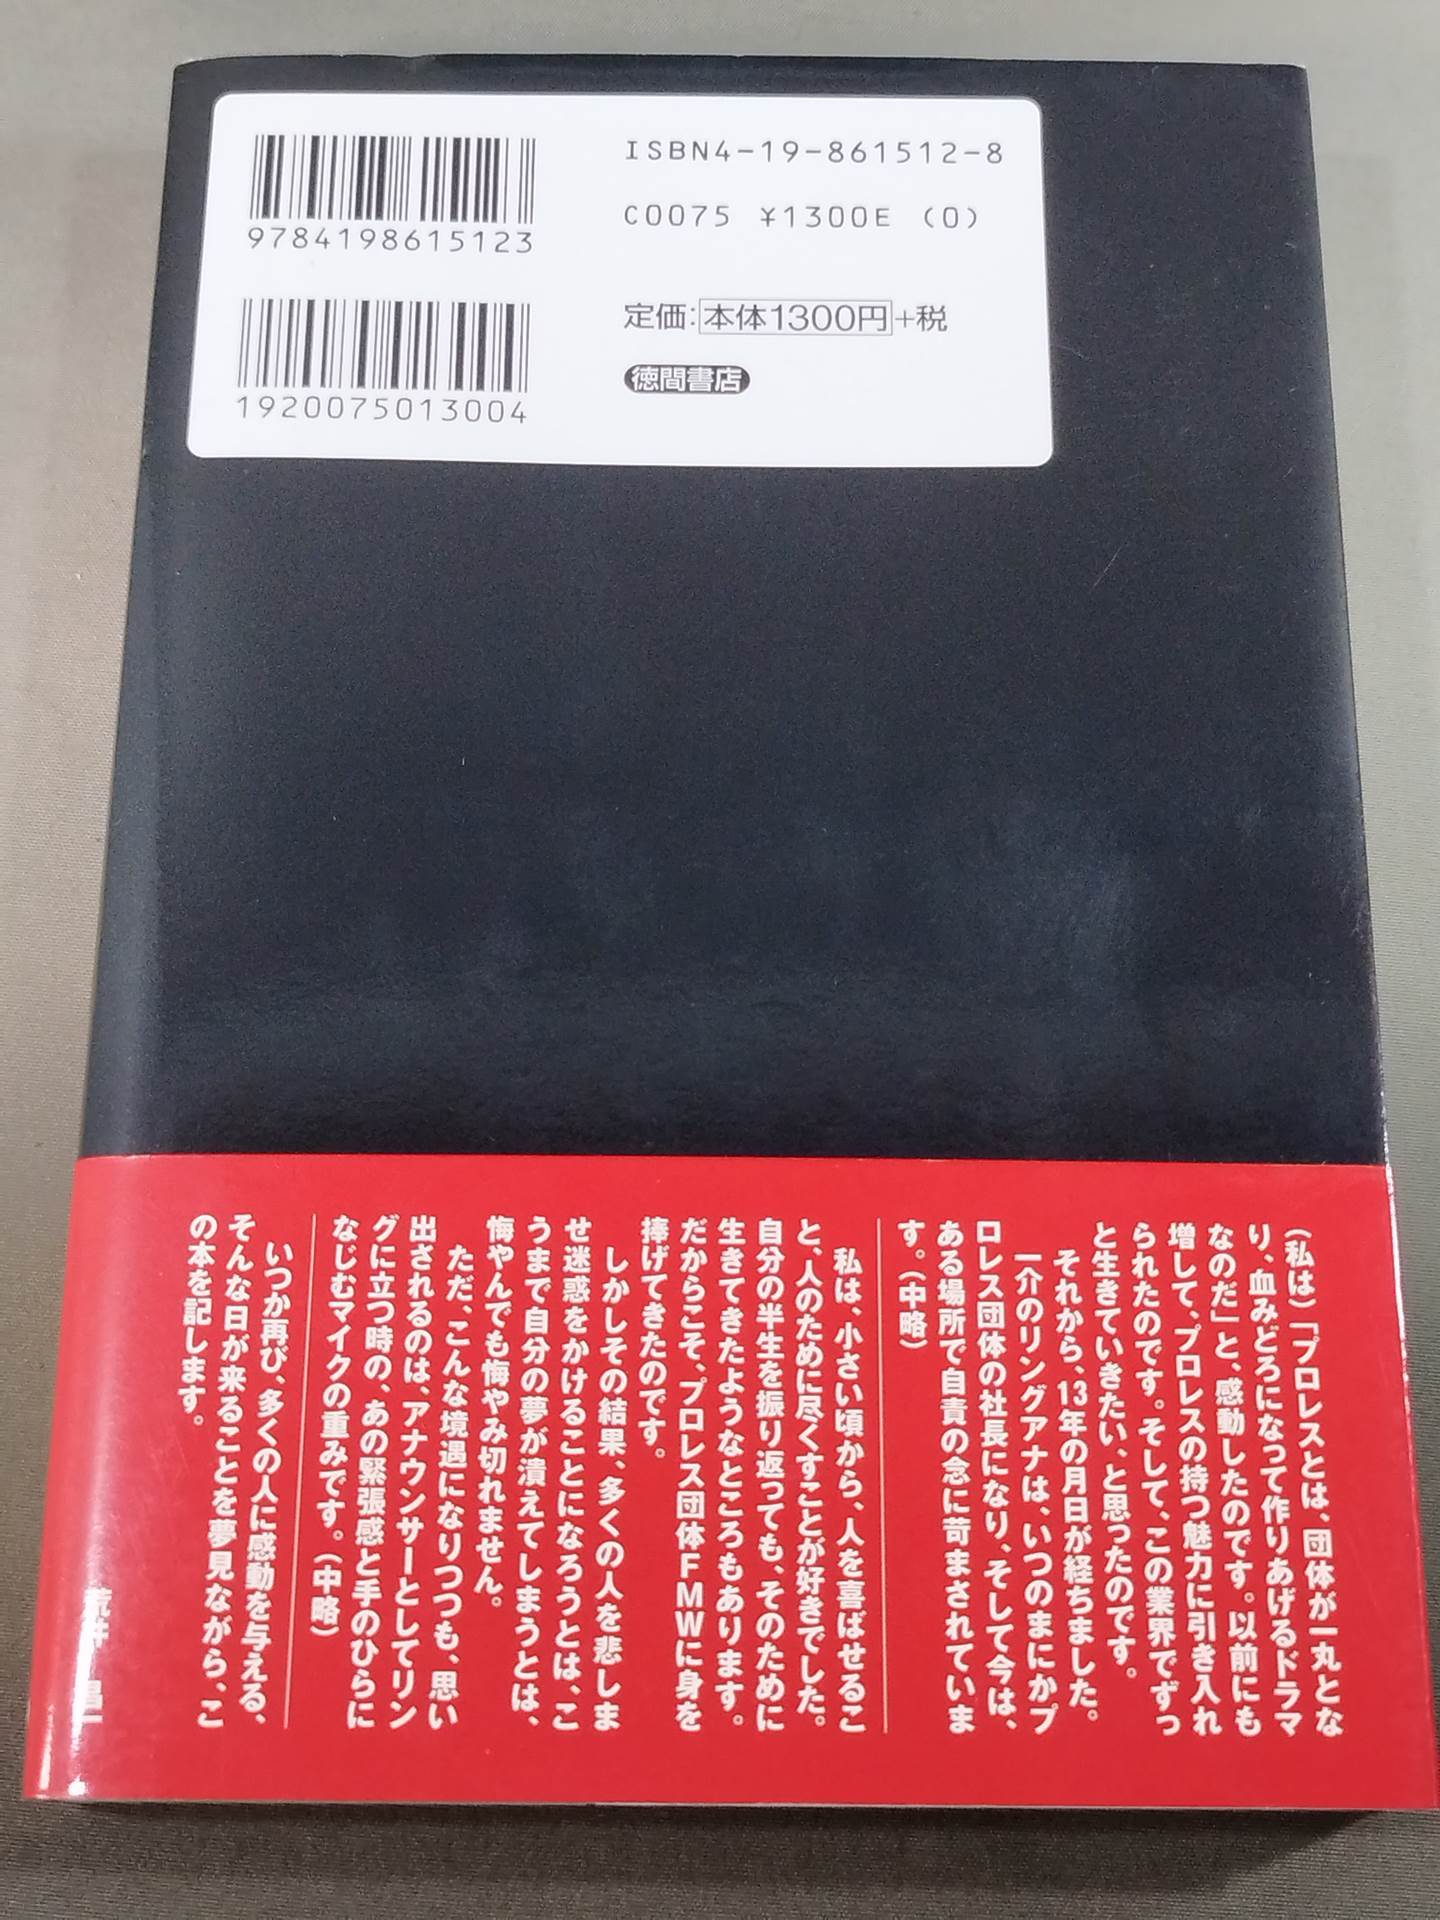 ISBN4-19-861512-8
C0075 ¥1300E (0)
9784198615123
定価:本体1300円+税
1920075013004
徳間書店
(私は)「プロレスとは、団体が一丸とな
り、血みどろになって作りあげるドラマ
なのだ」と、感動したのです。以前にも
増して、プロレスの持つ魅力に引き入れ
られたのです。そして、この業界でずっ
と生きていきたい、と思ったのです。
それから、13年の月日が経ちました。
一介のリングアナは、いつのまにかプ
ロレス団体の社長になり、そして今は、
ある場所で自責の念に苛まされていま
す。(中略)
私は、小さい頃から、人を喜ばせるこ
と、人のために尽くすことが好きでした。
自分の半生を振り返っても、そのために
生きてきたようなところもあります。
だからこそ、プロレス団体FMWに身を
捧げてきたのです。
しかしその結果、多くの人を悲しま
せ迷惑をかけることになろうとは、こ
うまで自分の夢が潰えてしまうとは、
悔やんでも悔やみ切れません。
ただ、こんな境遇になりつつも、思い
出されるのは、アナウンサーとしてリン
グに立つ時の、あの緊張感と手のひらに
なじむマイクの重みです。(中略)
いつか再び、多くの人に感動を与える、
そんな日が来ることを夢見ながら、こ
の本を記します。
荒井 昌一